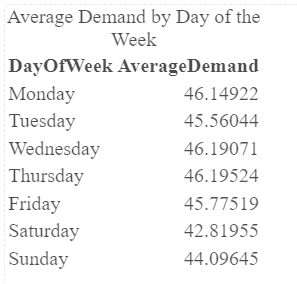 Average Demand by Day of the
Week
DayOfWeek AverageDemand
Monday 46.14922
Tuesday 45.56044
Wednesday 46.19071
Thursday 46.19524
Friday 45.77519
Saturday 42.81955
Sunday 44.09645